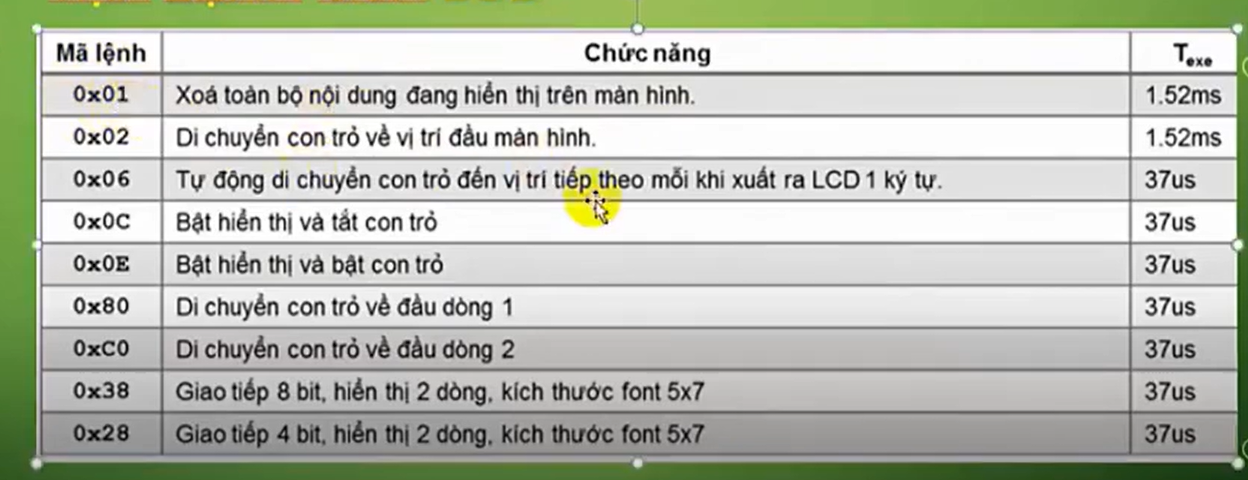 Mã lệnh Chức năng Texe
0x01 Xoá toàn bộ nội dung đang hiển thị trên màn hình. 1.52ms
0x02 Di chuyển con trỏ về vị trí đầu màn hình. 1.52ms
0x06 Tự động di chuyển con trỏ đến vị trí tiếp theo mỗi khi xuất ra LCD 1 ký tự. 37us
0x0C Bật hiển thị và tắt con trỏ 37us
0x0E Bật hiển thị và bật con trỏ 37us
0x80 Di chuyển con trỏ về đầu dòng 1 37us
0xC0 Di chuyển con trỏ về đầu dòng 2 37us
0x38 Giao tiếp 8 bit, hiển thị 2 dòng, kích thước font 5x7 37us
0x28 Giao tiếp 4 bit, hiển thị 2 dòng, kích thước font 5x7 37us